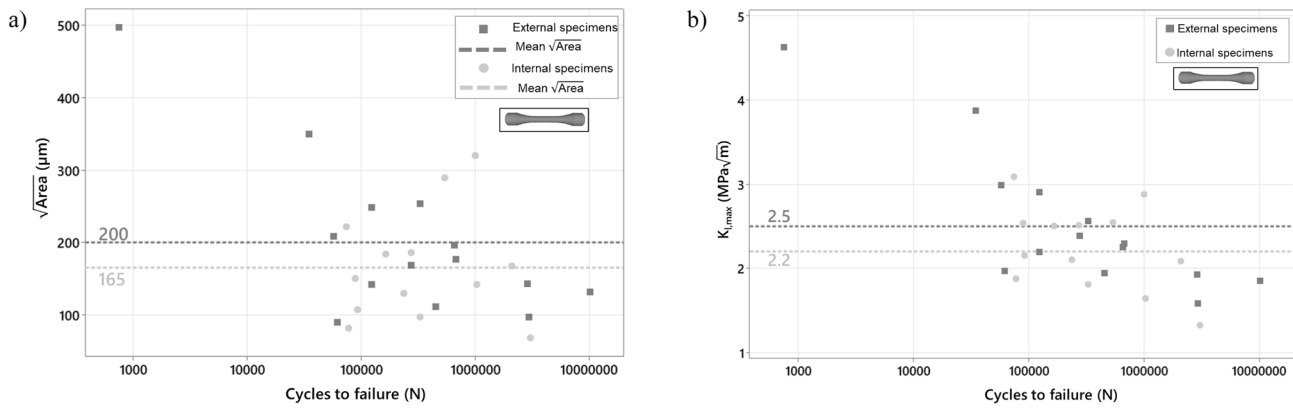 a)
500
400
300
200
100
√Area (µm)
200
165
1000
10000
100000
1000000
10000000
Cycles to failure (N)
External specimens
Mean √Area
Internal specimens
Mean √Area
b)
5
4
3
2
1
K_I,max (MPa√m)
2.5
2.2
1000
10000
100000
1000000
10000000
Cycles to failure (N)
External specimens
Internal specimens